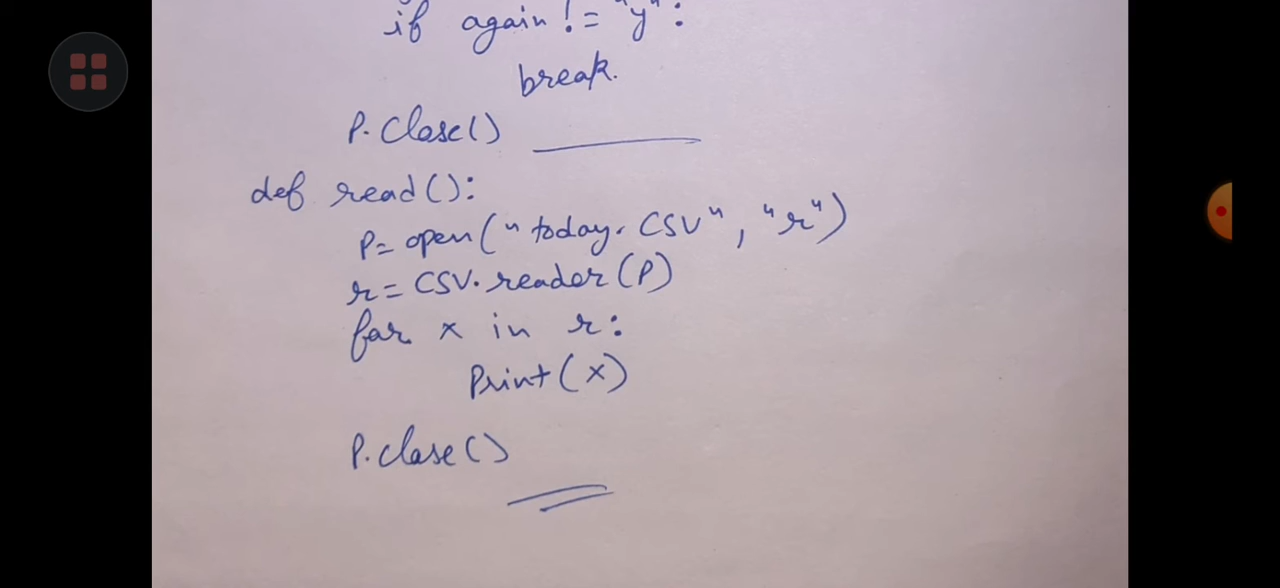 if again != "y":
break.
P. Close()
def read():
P= open("today. CSV", "r")
r= CSV. reader(P)
for x in r:
Print(x)
P. close()